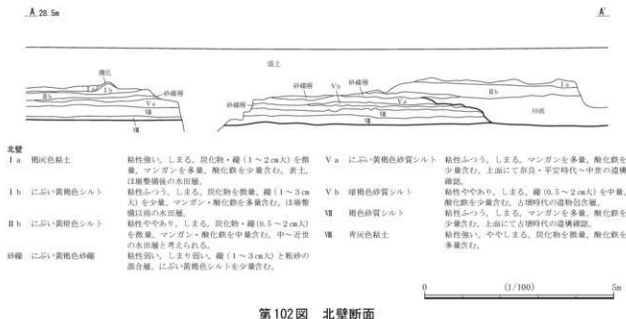 A 28.5m
A'
盛土
攪乱
Ⅰa
Ⅰb
Ⅱb
砂礫層
Ⅴa
Ⅶ
Ⅷ
砂礫層
Ⅴb
砂礫層
砂礫層
Ⅴa
Ⅶ
Ⅷ
Ⅰa
Ⅱb
北壁
Ⅰa 褐灰色粘土 粘性強い、しまる。炭化物・礫(1～2cm大)を微
量、マンガンを多量、酸化鉄を少量含む。表土。
ほ場整備後の水田層。
Ⅰb にぶい黄褐色シルト 粘性ふつう、しまる。炭化物を微量、礫(1～3cm
大)を少量、マンガン・酸化鉄を多量含む。ほ場整
備以前の水田層。
Ⅱb にぶい黄橙色シルト 粘性ややあり、しまる。炭化物・礫(0.5～2cm大)
を微量、マンガン・酸化鉄を中量含む。中～近世
の水田層と考えられる。
砂礫 にぶい黄褐色砂礫 粘性弱い、しまり弱い。礫(1～3cm大)と粗砂の
混合層。にぶい黄褐色シルトを少量含む。
Ⅴa にぶい黄褐色砂質シルト 粘性ふつう、しまる。マンガンを多量、酸化鉄を
少量含む。上面にて奈良・平安時代～中世の遺構
確認。
Ⅴb 暗褐色砂質シルト 粘性ややあり、しまる。礫(0.5～2cm大)を中量、
酸化鉄を少量含む。古墳時代の遺物包含層。
Ⅶ 褐色砂質シルト 粘性ふつう、しまる。マンガンを多量、酸化鉄を
少量含む。上面にて古墳時代の遺構確認。
Ⅷ 青灰色粘土 粘性強い、ややしまる。炭化物を微量、酸化鉄を
多量含む。
0 (1/100) 5m
第102図 北壁断面